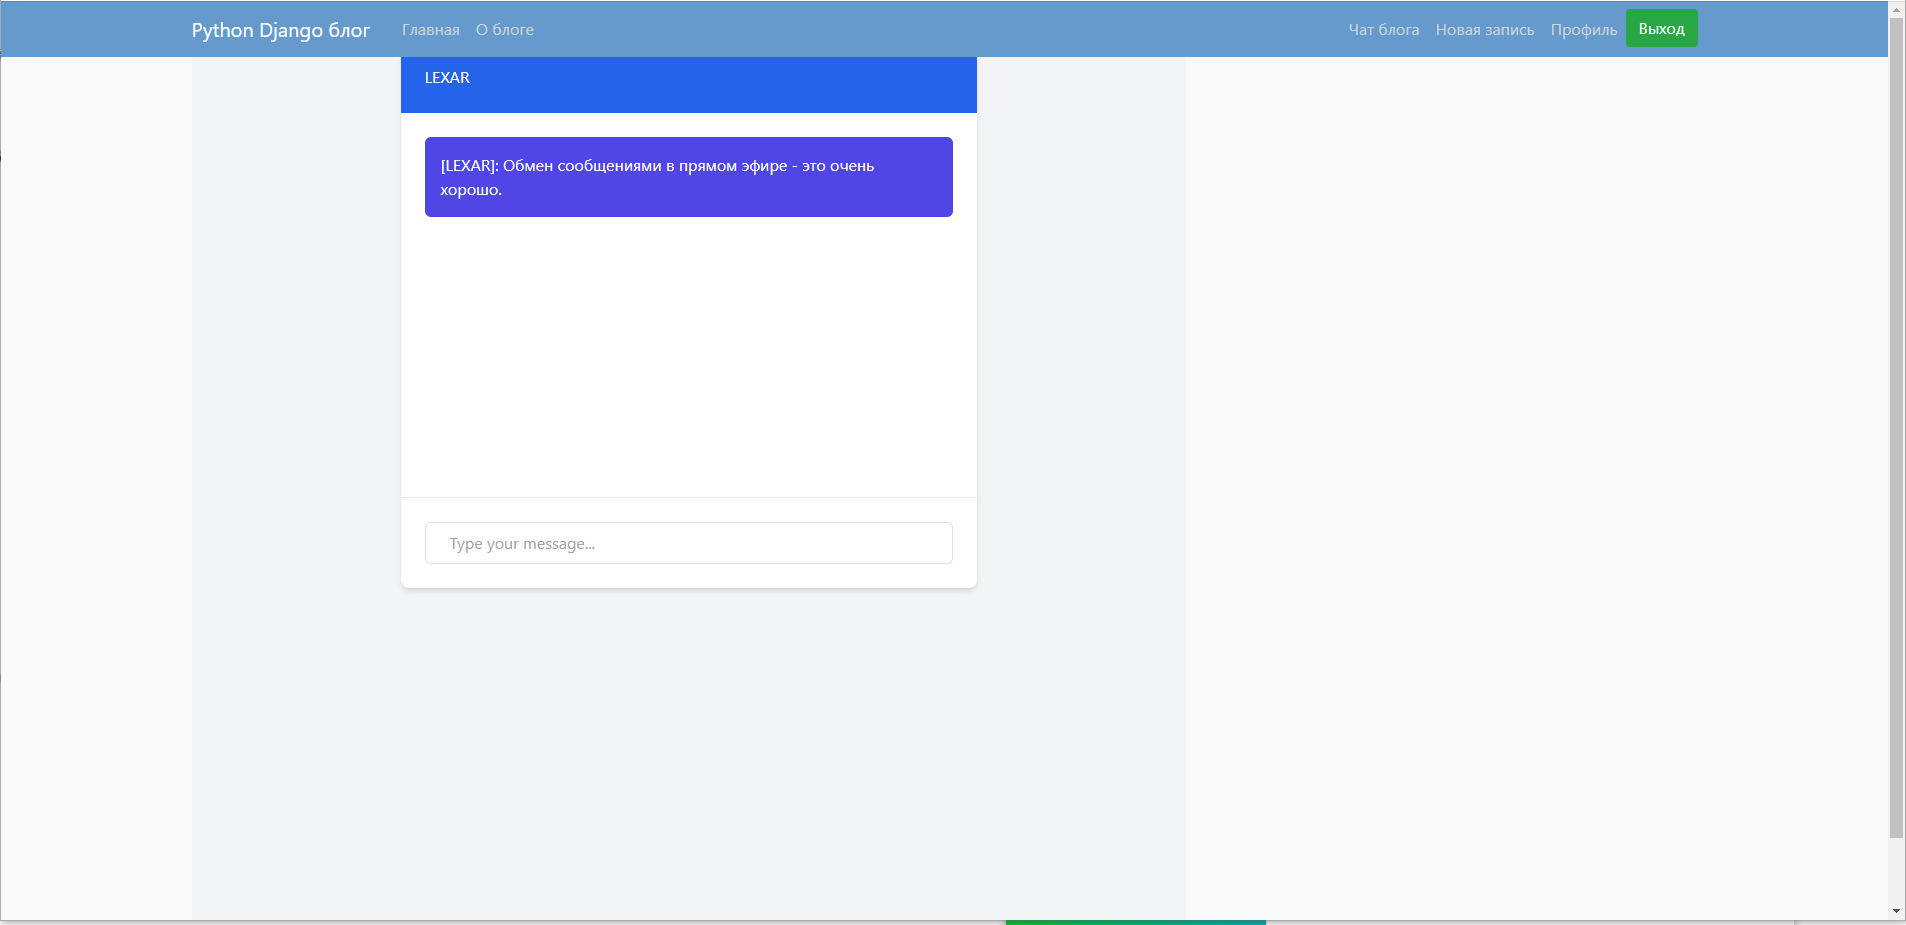 Python Django блог Главная О блоге Чат блога Новая запись Профиль Выход
LEXAR
[LEXAR]: Обмен сообщениями в прямом эфире - это очень
хорошо.
Type your message...